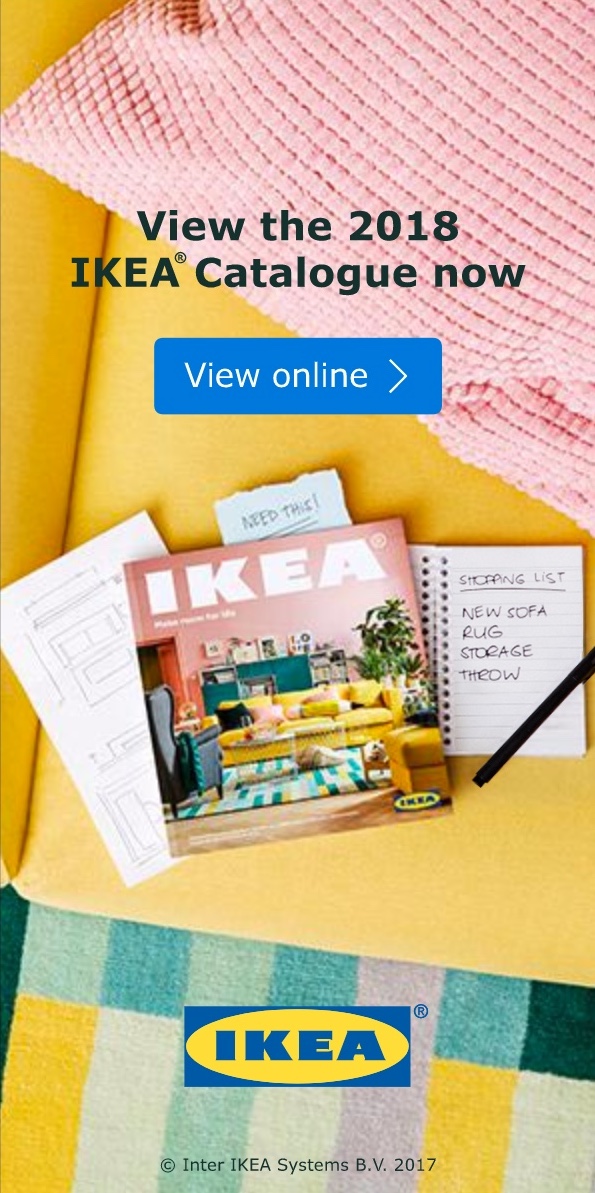 View the 2018
IKEA® Catalogue now
View online
NEED THIS!
IKEA®
Make room for life
SHOPPING LIST
NEW SOFA
RUG
STORAGE
THROW
IKEA
IKEA®
© Inter IKEA Systems B.V. 2017